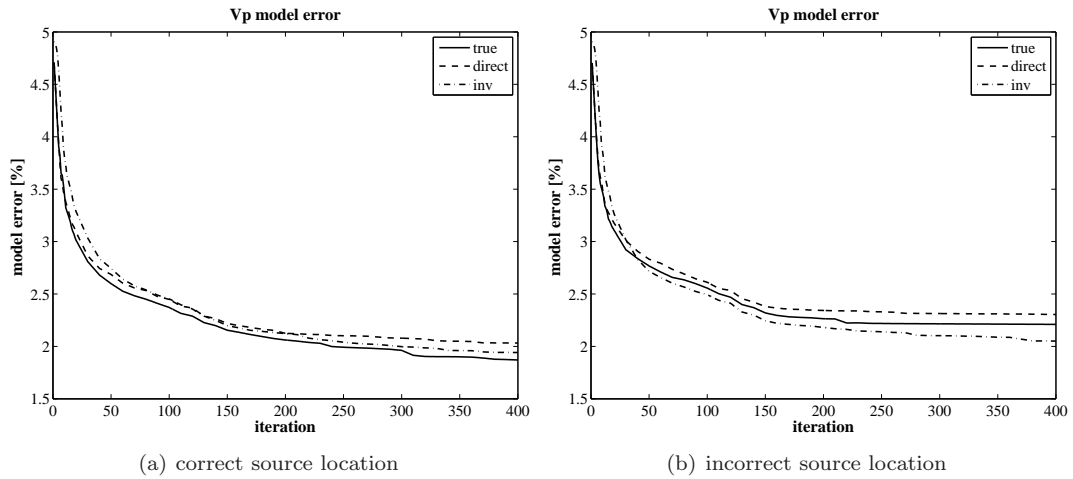 Vp model error
5
4.5
4
3.5
3
2.5
2
1.5
model error [%]
0 50 100 150 200 250 300 350 400
iteration
true
direct
inv
(a) correct source location
Vp model error
5
4.5
4
3.5
3
2.5
2
1.5
model error [%]
0 50 100 150 200 250 300 350 400
iteration
true
direct
inv
(b) incorrect source location